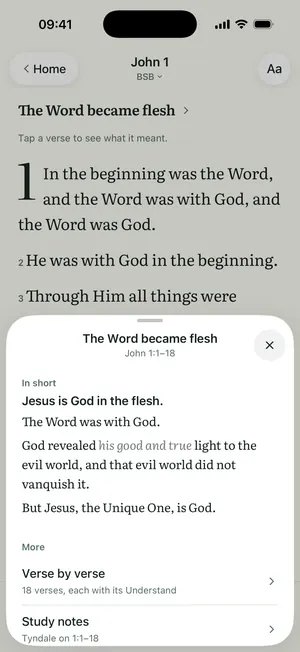 09:41
Home
John 1
BSB
Aa
The Word became flesh
Tap a verse to see what it meant.
1 In the beginning was the Word,
and the Word was with God, and
the Word was God.
2 He was with God in the beginning.
3 Through Him all things were
The Word became flesh
John 1:1–18
In short
Jesus is God in the flesh.
The Word was with God.
God revealed his good and true light to the
evil world, and that evil world did not
vanquish it.
But Jesus, the Unique One, is God.
More
Verse by verse
18 verses, each with its Understand
Study notes
Tyndale on 1:1–18